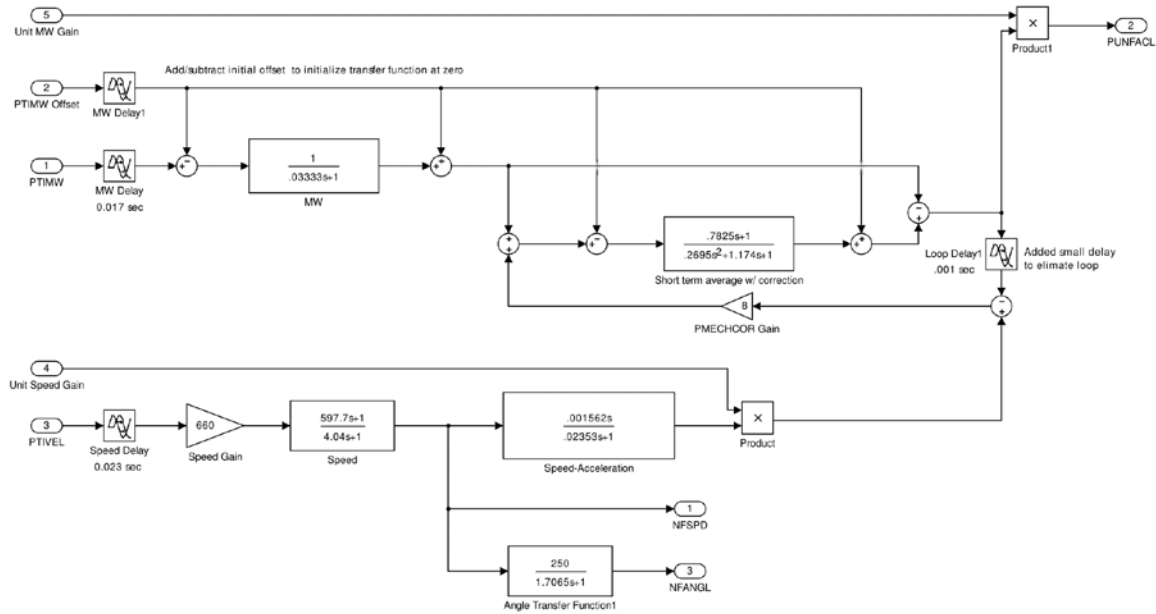 5
Unit MW Gain
×
Product1
2
PUNFACL
Add/subtract initial offset to initialize transfer function at zero
2
PTIMW Offset
MW Delay1
1
PTIMW
MW Delay
0.017 sec
+ −
1
.03333s+1
MW
+ +
− +
+ +
+ −
.7825s+1
.2695s²+1.174s+1
Short term average w/ correction
+ +
Loop Delay1
.001 sec
Added small delay
to elimate loop
− +
8
PMECHCOR Gain
4
Unit Speed Gain
3
PTIVEL
Speed Delay
0.023 sec
660
Speed Gain
597.7s+1
4.04s+1
Speed
.001562s
.02353s+1
Speed-Acceleration
×
Product
1
NFSPD
250
1.7065s+1
Angle Transfer Function1
3
NFANGL